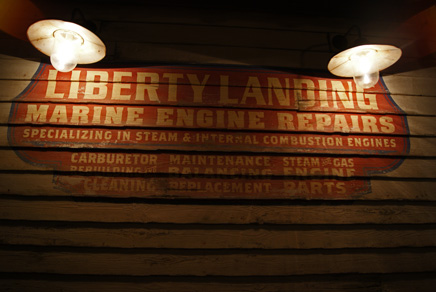 LIBERTY LANDING
MARINE ENGINE REPAIRS
SPECIALIZING IN STEAM & INTERNAL COMBUSTION ENGINES
CARBURETOR MAINTENANCE STEAM GAS
REBUILDING BALANCING ENGINE
CLEANING REPLACEMENT PARTS